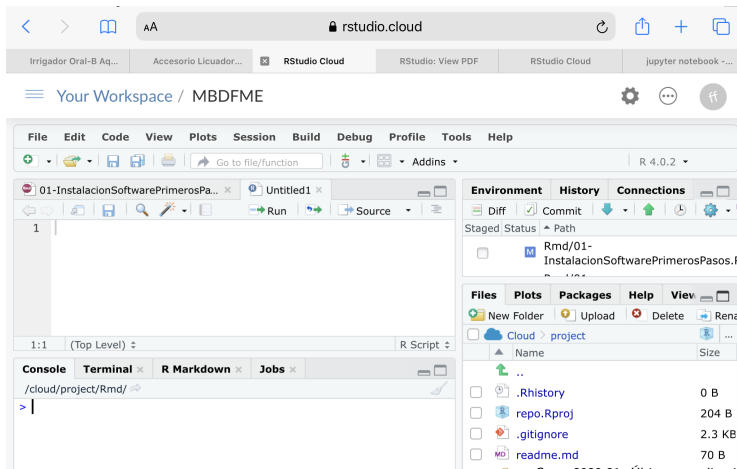 AA rstudio.cloud
Irrigador Oral-B Aq... Accesorio Licuador... RStudio Cloud RStudio: View PDF RStudio Cloud jupyter notebook -...
Your Workspace / MBDFME ff
File Edit Code View Plots Session Build Debug Profile Tools Help
Go to file/function Addins R 4.0.2
01-InstalacionSoftwarePrimerosPa... Untitled1
Run Source
1
1:1 (Top Level) R Script
Console Terminal R Markdown Jobs
/cloud/project/Rmd/
>
Environment History Connections
Diff Commit
Staged Status Path
M Rmd/01-
InstalacionSoftwarePrimerosPasos.R
Files Plots Packages Help View
New Folder Upload Delete Rena
Cloud > project R ...
Name Size
..
.Rhistory 0 B
repo.Rproj 204 B
.gitignore 2.3 KB
MD readme.md 70 B